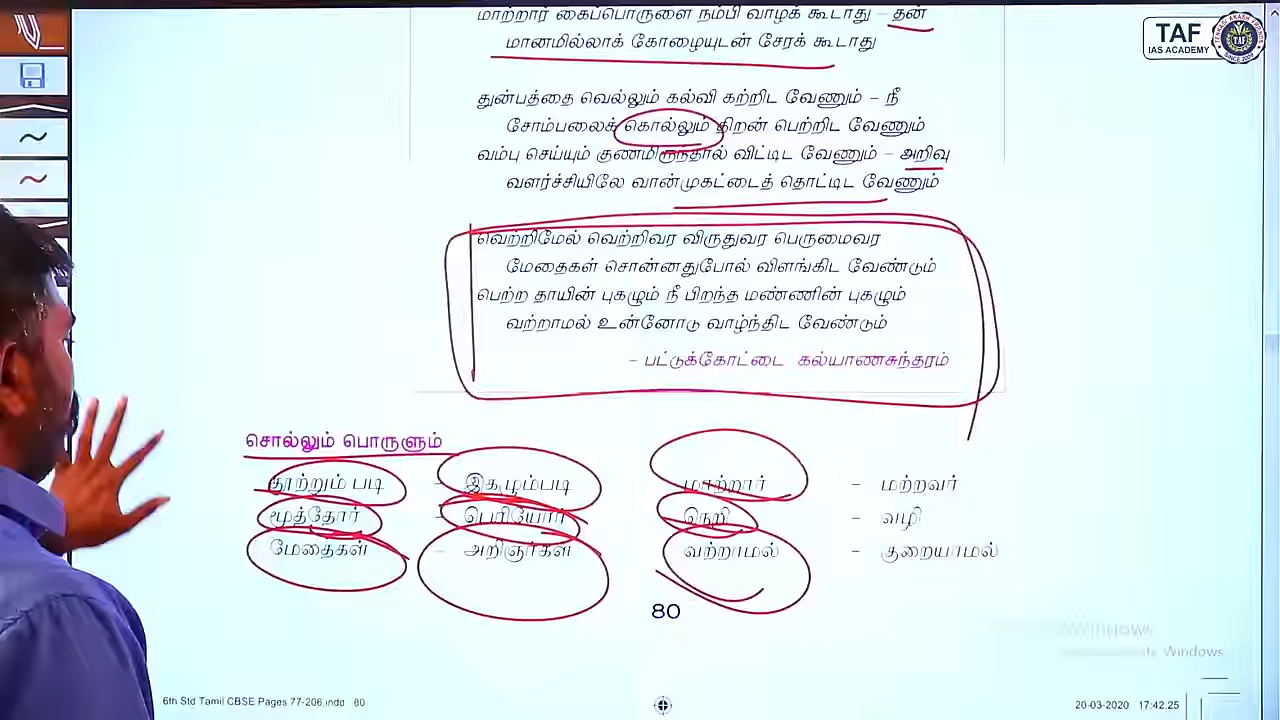 மாற்றார் கைப்பொருளை நம்பி வாழக் கூடாது – தன்
மானமில்லாக் கோழையுடன் சேரக் கூடாது
TAF
IAS ACADEMY
துன்பத்தை வெல்லும் கல்வி கற்றிட வேணும் – நீ
சோம்பலைக் கொல்லும் திறன் பெற்றிட வேணும்
வம்பு செய்யும் குணமிருந்தால் விட்டிட வேணும் – அறிவு
வளர்ச்சியிலே வான்முகட்டைத் தொட்டிட வேணும்
வெற்றிமேல் வெற்றிவர விருதுவர பெருமைவர
மேதைகள் சொன்னதுபோல் விளங்கிட வேண்டும்
பெற்ற தாயின் புகழும் நீ பிறந்த மண்ணின் புகழும்
வற்றாமல் உன்னோடு வாழ்ந்திட வேண்டும்
– பட்டுக்கோட்டை கல்யாணசுந்தரம்
சொல்லும் பொருளும்
தூற்றும் படி – இகழும்படி மாற்றார் – மற்றவர்
மூத்தோர் – பெரியோர் நெறி – வழி
மேதைகள் – அறிஞர்கள் வற்றாமல் – குறையாமல்
80
Windows
6th Std Tamil CBSE Pages 77-206.indd 80
20-03-2020 17:42.25